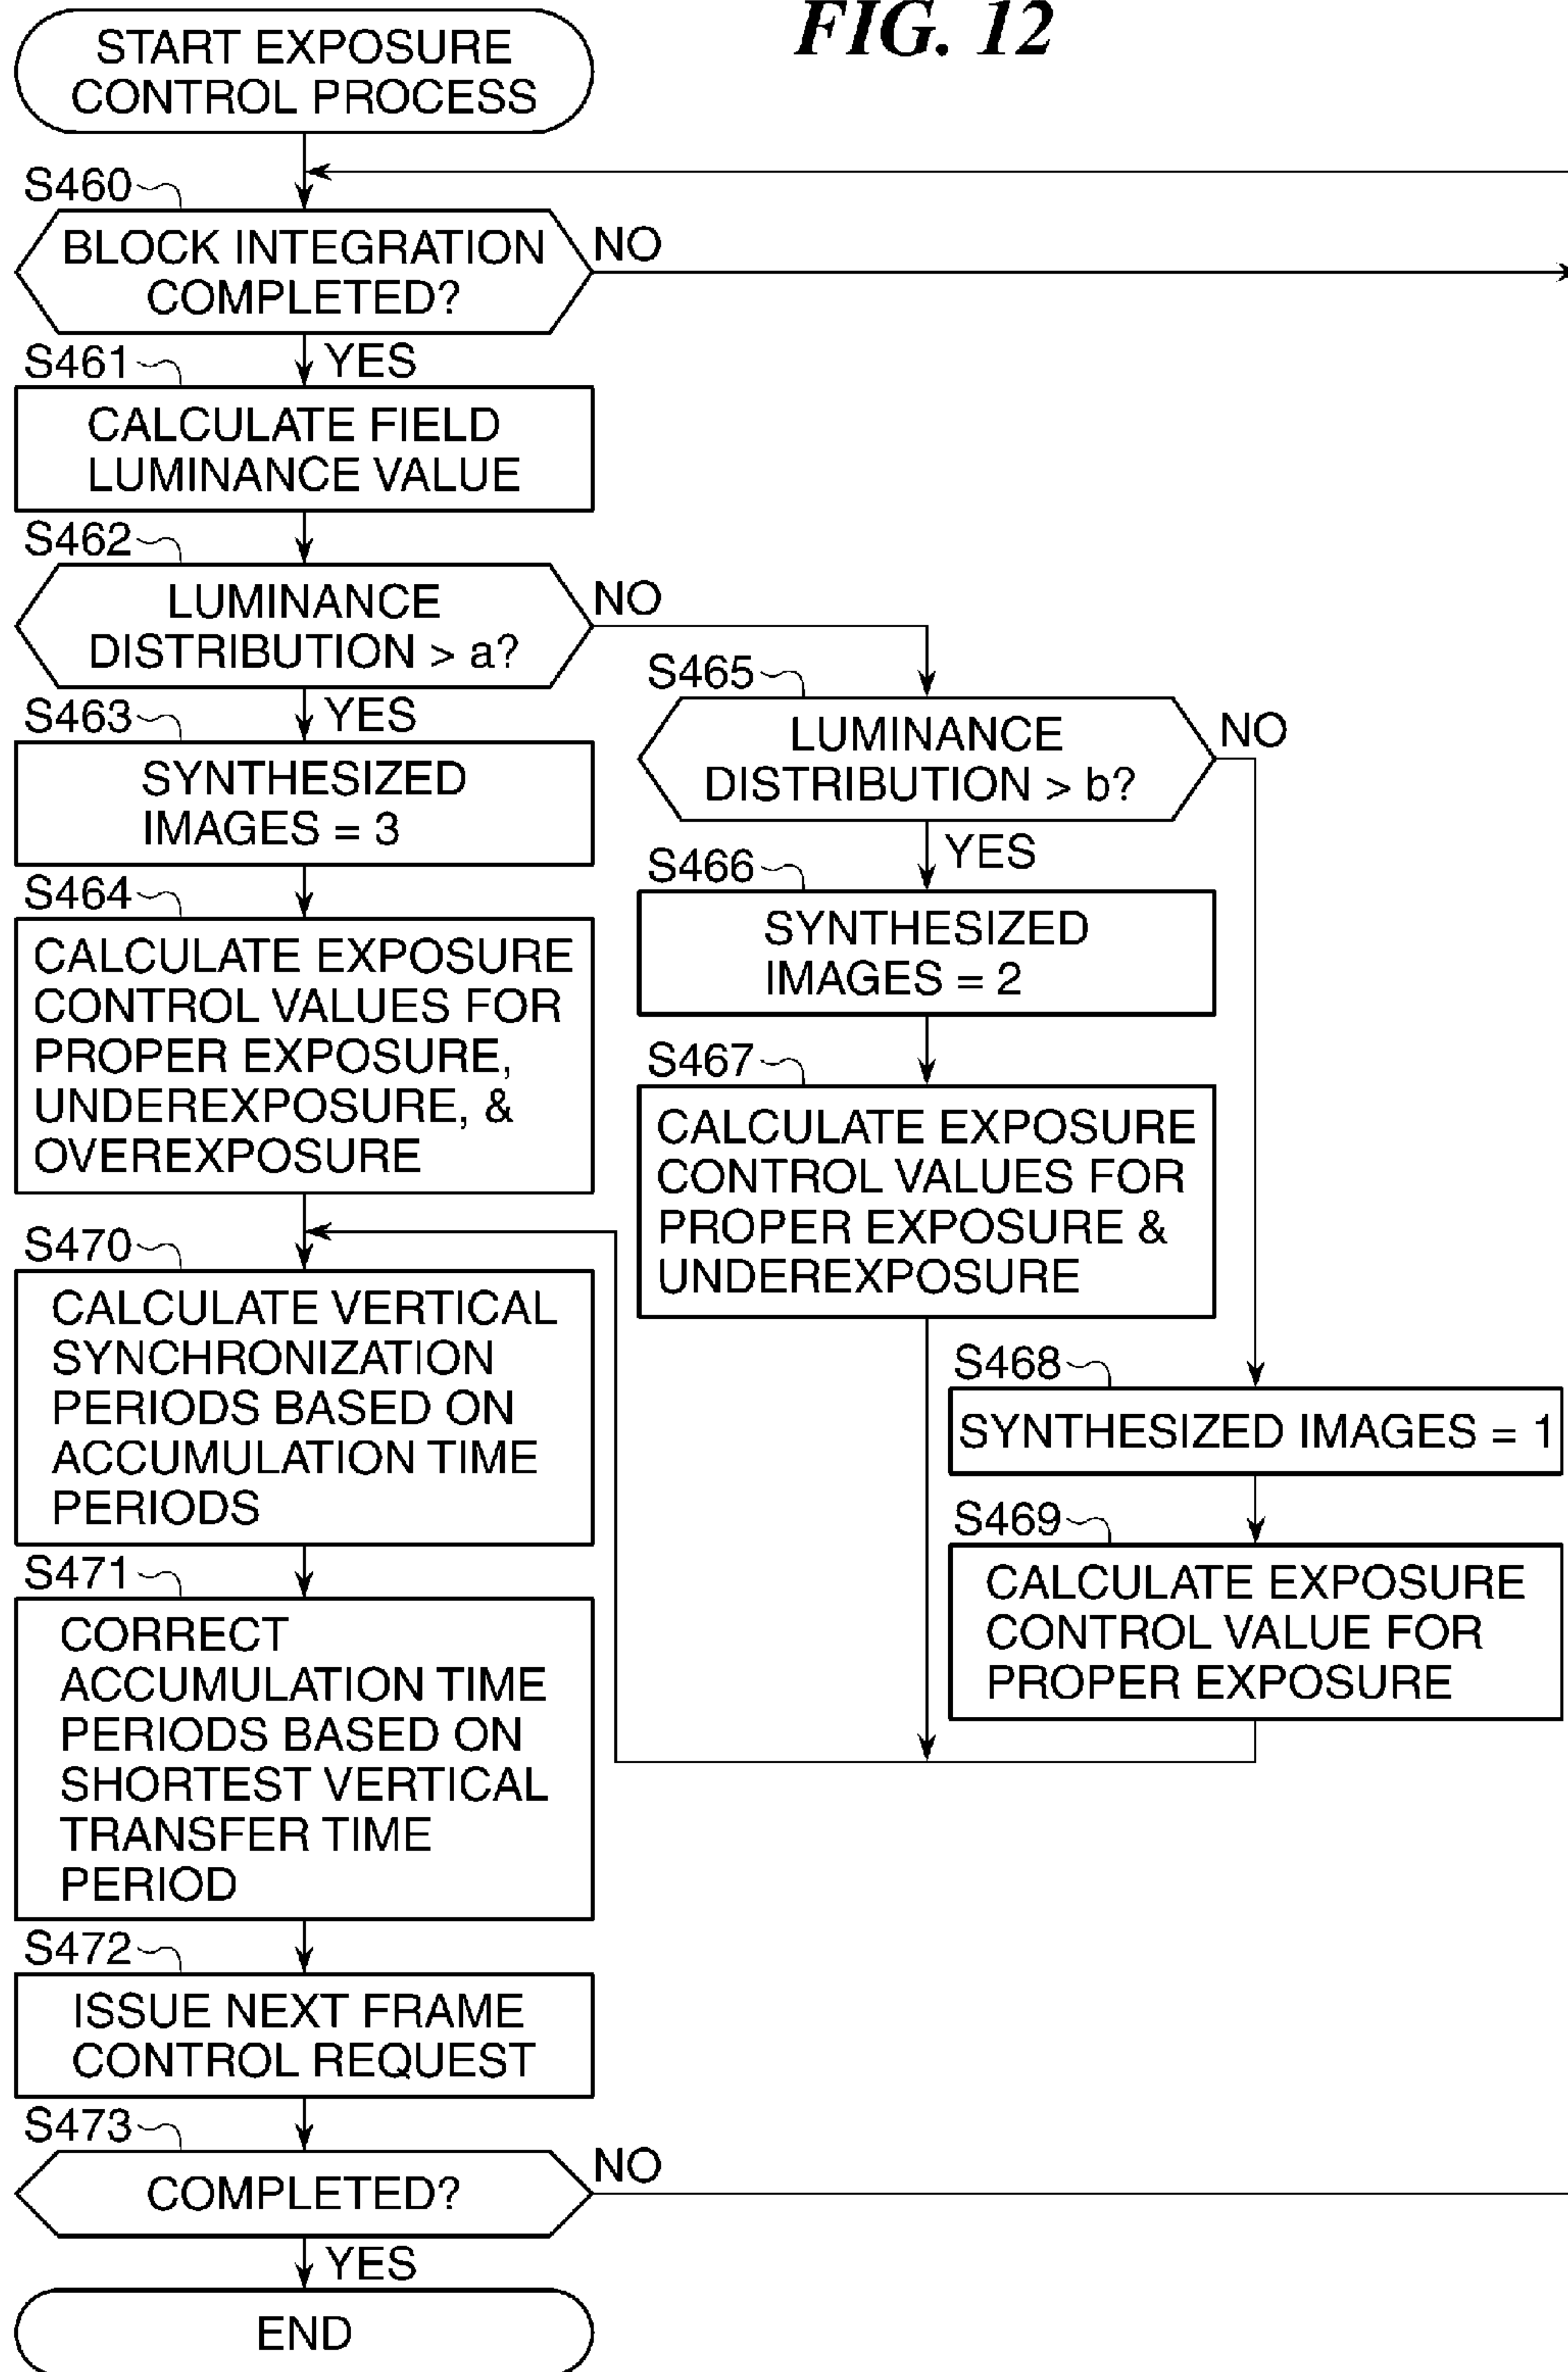 FIG. 12
START EXPOSURE
CONTROL PROCESS
S460
BLOCK INTEGRATION
COMPLETED?
NO
YES
S461
CALCULATE FIELD
LUMINANCE VALUE
S462
LUMINANCE
DISTRIBUTION > a?
NO
YES
S463
SYNTHESIZED
IMAGES = 3
S464
CALCULATE EXPOSURE
CONTROL VALUES FOR
PROPER EXPOSURE,
UNDEREXPOSURE, &
OVEREXPOSURE
S465
LUMINANCE
DISTRIBUTION > b?
NO
YES
S466
SYNTHESIZED
IMAGES = 2
S467
CALCULATE EXPOSURE
CONTROL VALUES FOR
PROPER EXPOSURE &
UNDEREXPOSURE
S468
SYNTHESIZED IMAGES = 1
S469
CALCULATE EXPOSURE
CONTROL VALUE FOR
PROPER EXPOSURE
S470
CALCULATE VERTICAL
SYNCHRONIZATION
PERIODS BASED ON
ACCUMULATION TIME
PERIODS
S471
CORRECT
ACCUMULATION TIME
PERIODS BASED ON
SHORTEST VERTICAL
TRANSFER TIME
PERIOD
S472
ISSUE NEXT FRAME
CONTROL REQUEST
S473
COMPLETED?
NO
YES
END